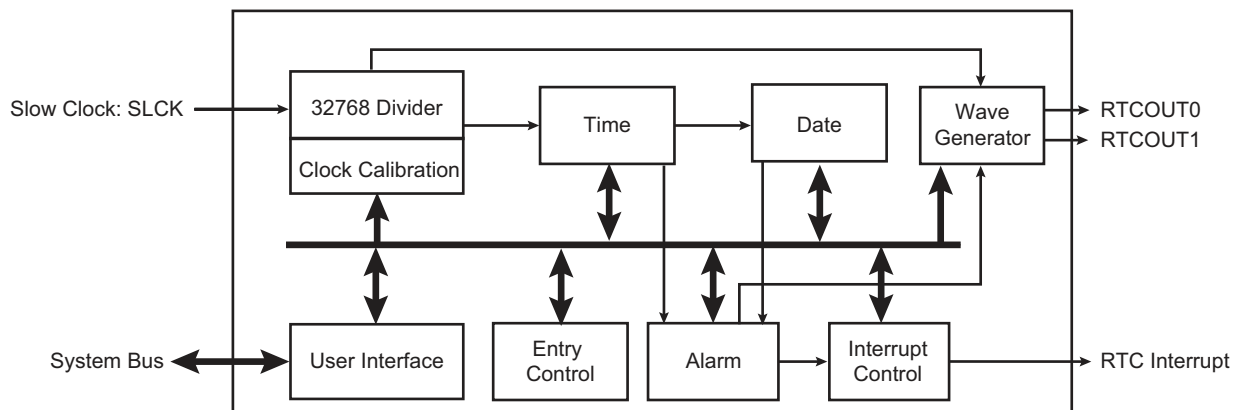 Slow Clock: SLCK
32768 Divider
Clock Calibration
Time
Date
Wave
Generator
RTCOUT0
RTCOUT1
System Bus
User Interface
Entry
Control
Alarm
Interrupt
Control
RTC Interrupt